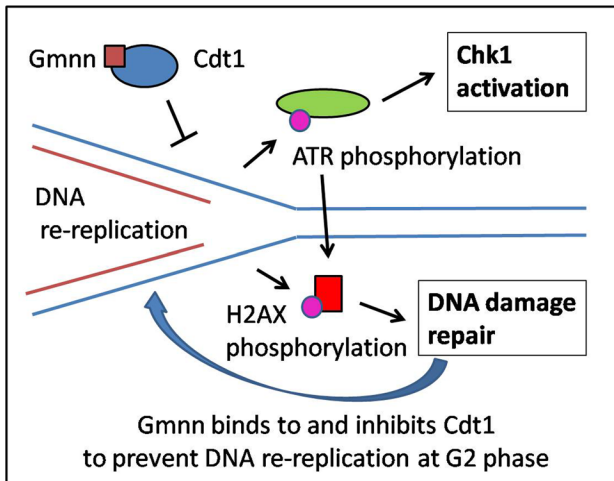 Gmnn
Cdt1
Chk1
activation
ATR phosphorylation
DNA
re-replication
H2AX
phosphorylation
DNA damage
repair
Gmnn binds to and inhibits Cdt1
to prevent DNA re-replication at G2 phase